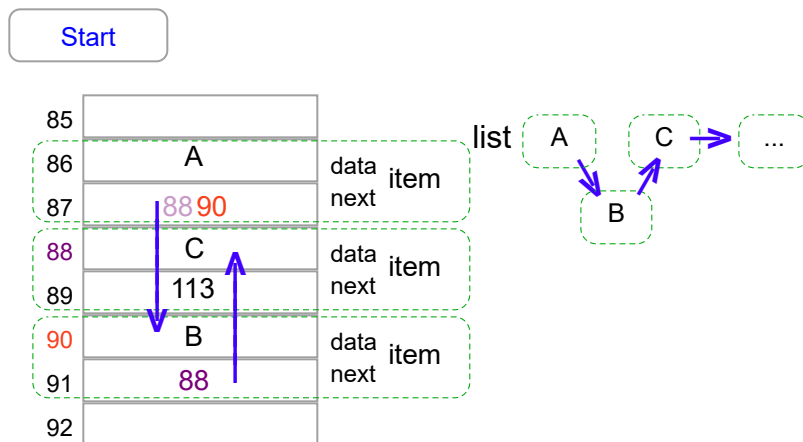 Start
85
86 A data item
87 88 90 next
88 C data item
89 113 next
90 B data item
91 88 next
92
list A C ...
B